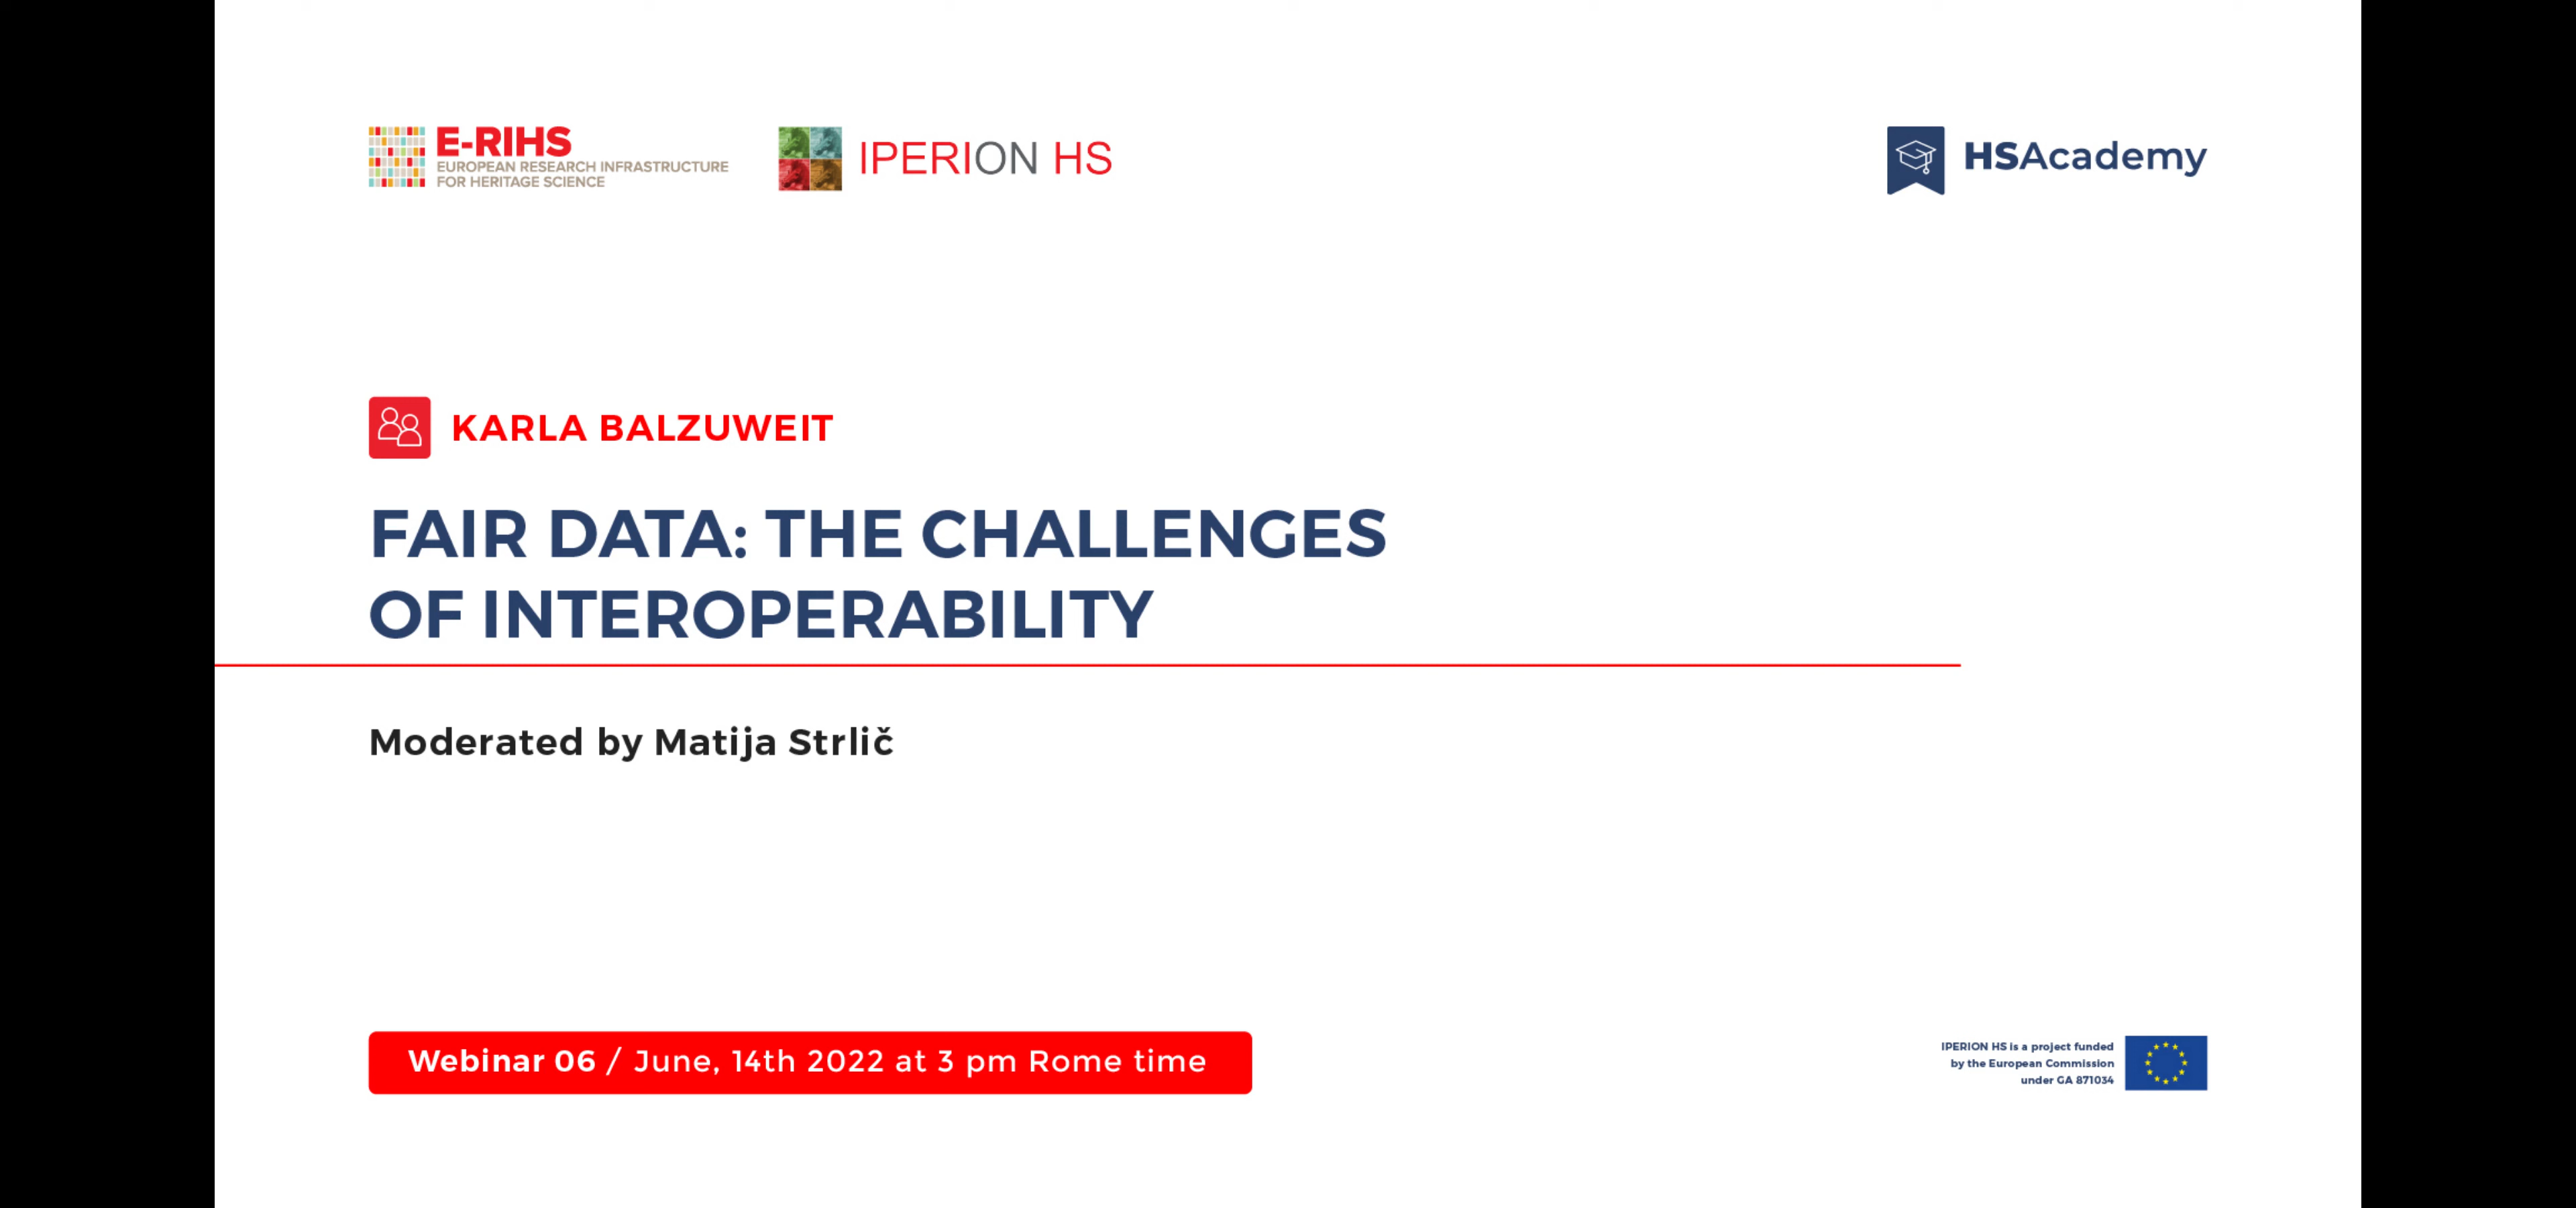 E-RIHS
EUROPEAN RESEARCH INFRASTRUCTURE
FOR HERITAGE SCIENCE
IPERION HS
HSAcademy
KARLA BALZUWEIT
FAIR DATA: THE CHALLENGES
OF INTEROPERABILITY
Moderated by Matija Strlič
Webinar 06 / June, 14th 2022 at 3 pm Rome time
IPERION HS is a project funded
by the European Commission
under GA 871034